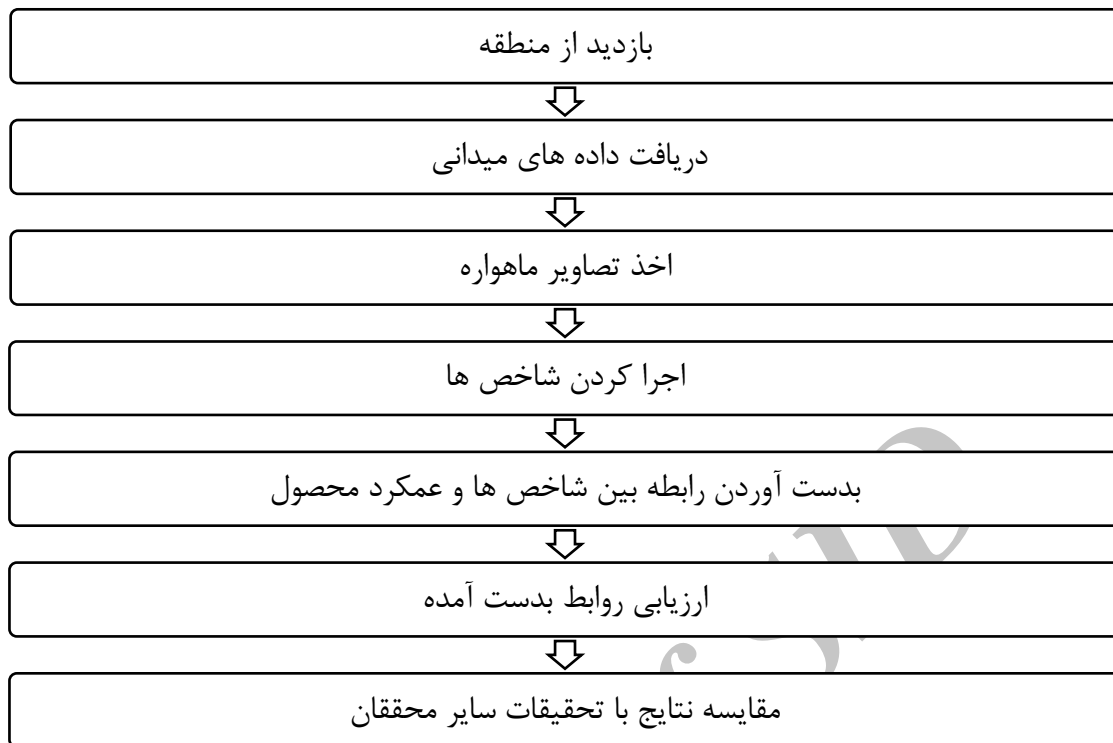 بازدید از منطقه
دریافت داده های میدانی
اخذ تصاویر ماهواره
اجرا کردن شاخص ها
بدست آوردن رابطه بین شاخص ها و عمکرد محصول
ارزیابی روابط بدست آمده
مقایسه نتایج با تحقیقات سایر محققان